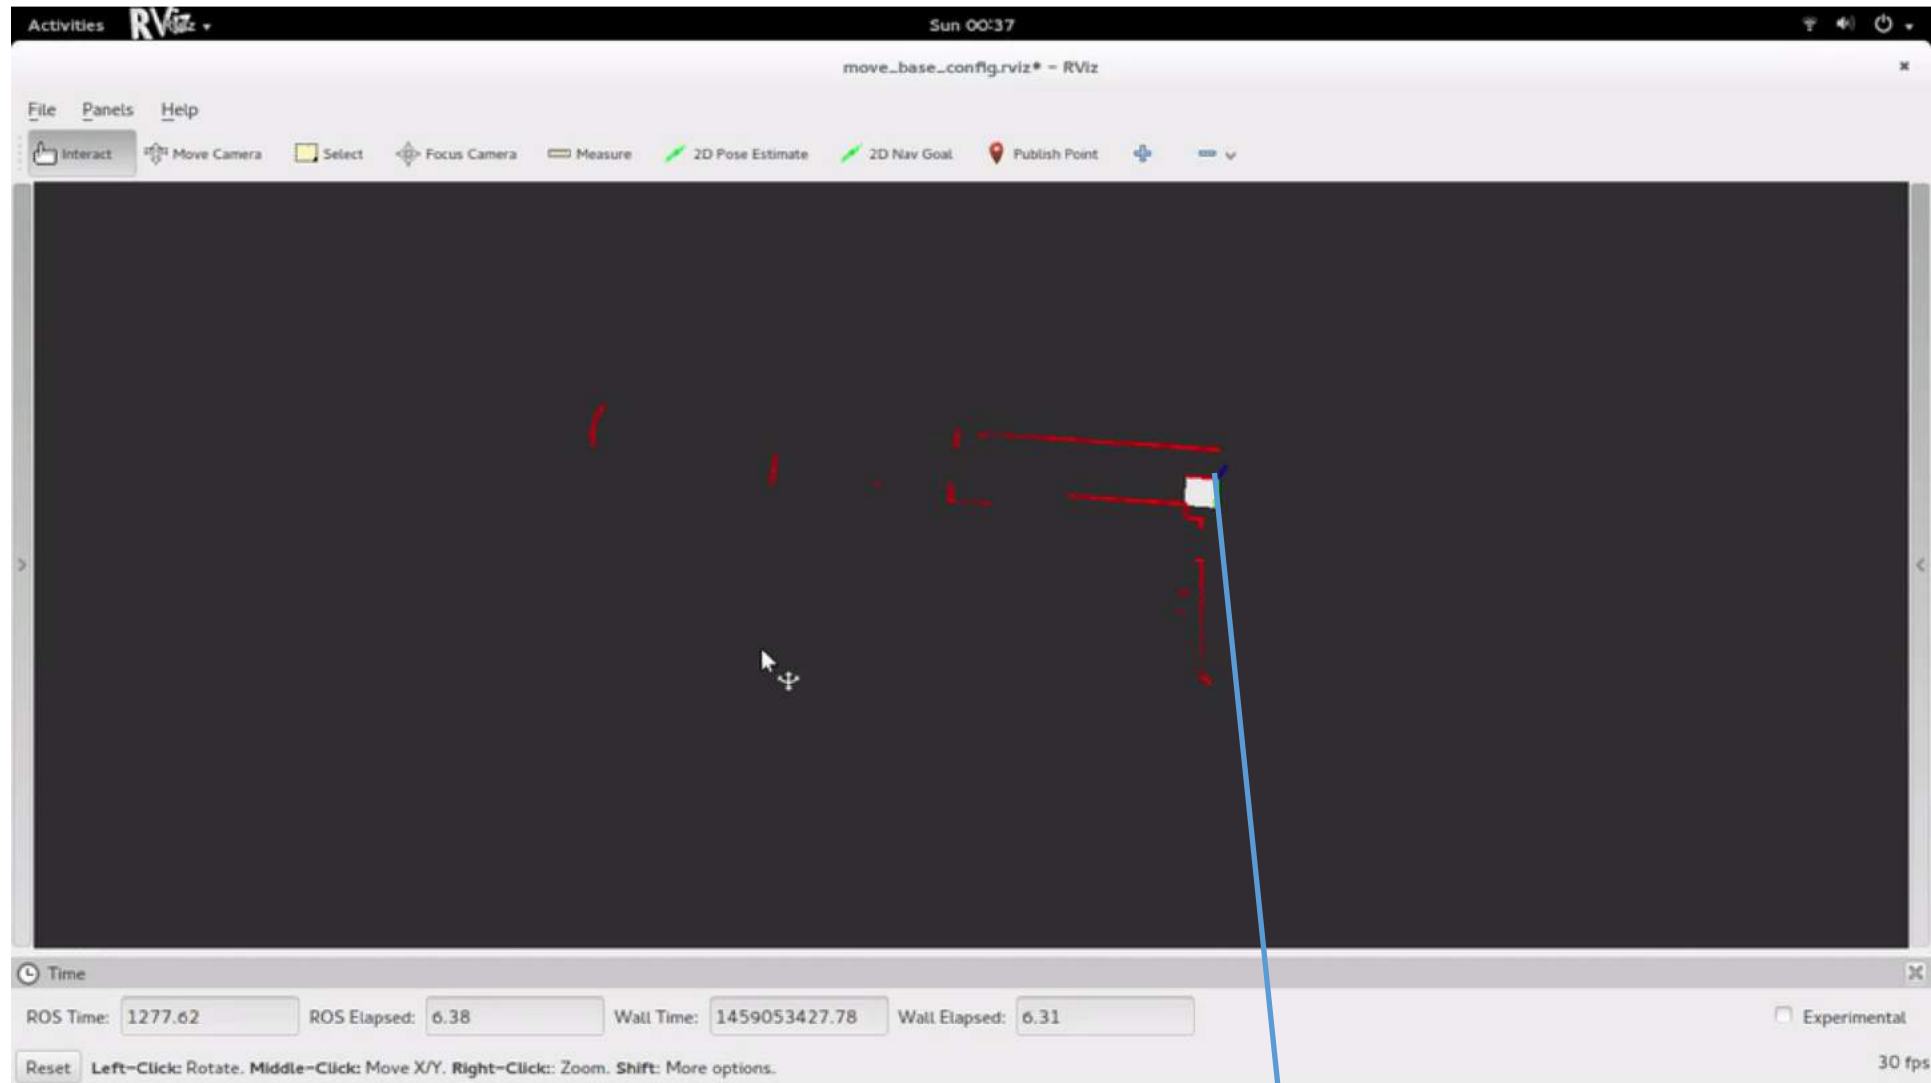 Activities RViz Sun 00:37
move_base_config.rviz* - RViz
File Panels Help
Interact Move Camera Select Focus Camera Measure 2D Pose Estimate 2D Nav Goal Publish Point
Time
ROS Time: 1277.62 ROS Elapsed: 6.38 Wall Time: 1459053427.78 Wall Elapsed: 6.31 Experimental
Reset Left-Click: Rotate. Middle-Click: Move X/Y. Right-Click:: Zoom. Shift: More options. 30 fps